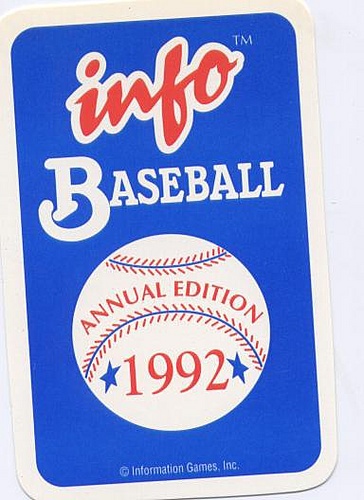 info™
BASEBALL
ANNUAL EDITION
1992
© Information Games, Inc.